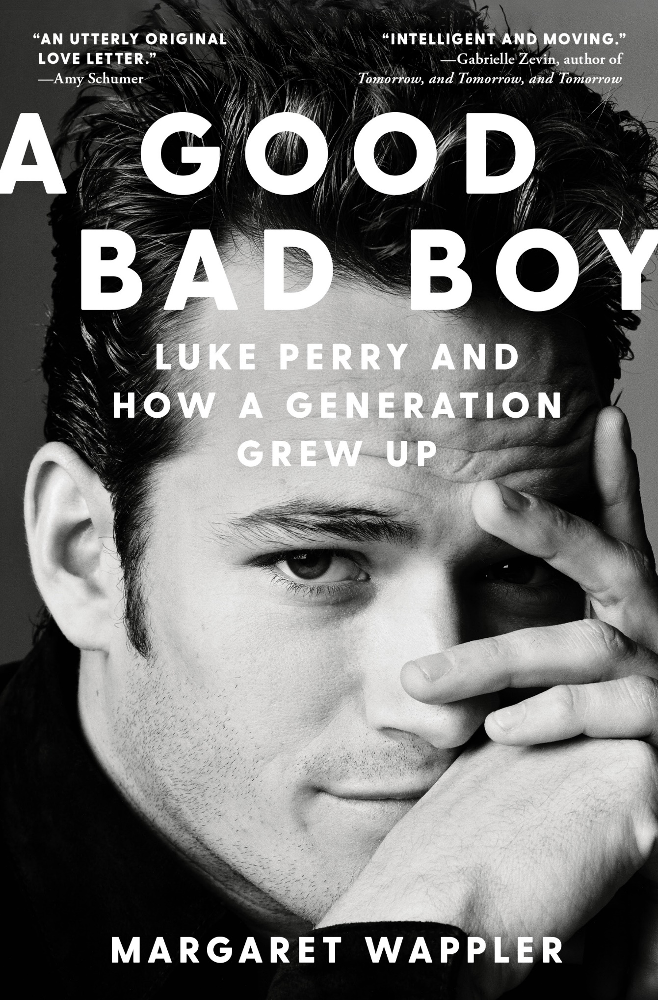 “AN UTTERLY ORIGINAL
LOVE LETTER.”
—Amy Schumer
“INTELLIGENT AND MOVING.”
—Gabrielle Zevin, author of
Tomorrow, and Tomorrow, and Tomorrow
A GOOD
BAD BOY
LUKE PERRY AND
HOW A GENERATION
GREW UP
MARGARET WAPPLER